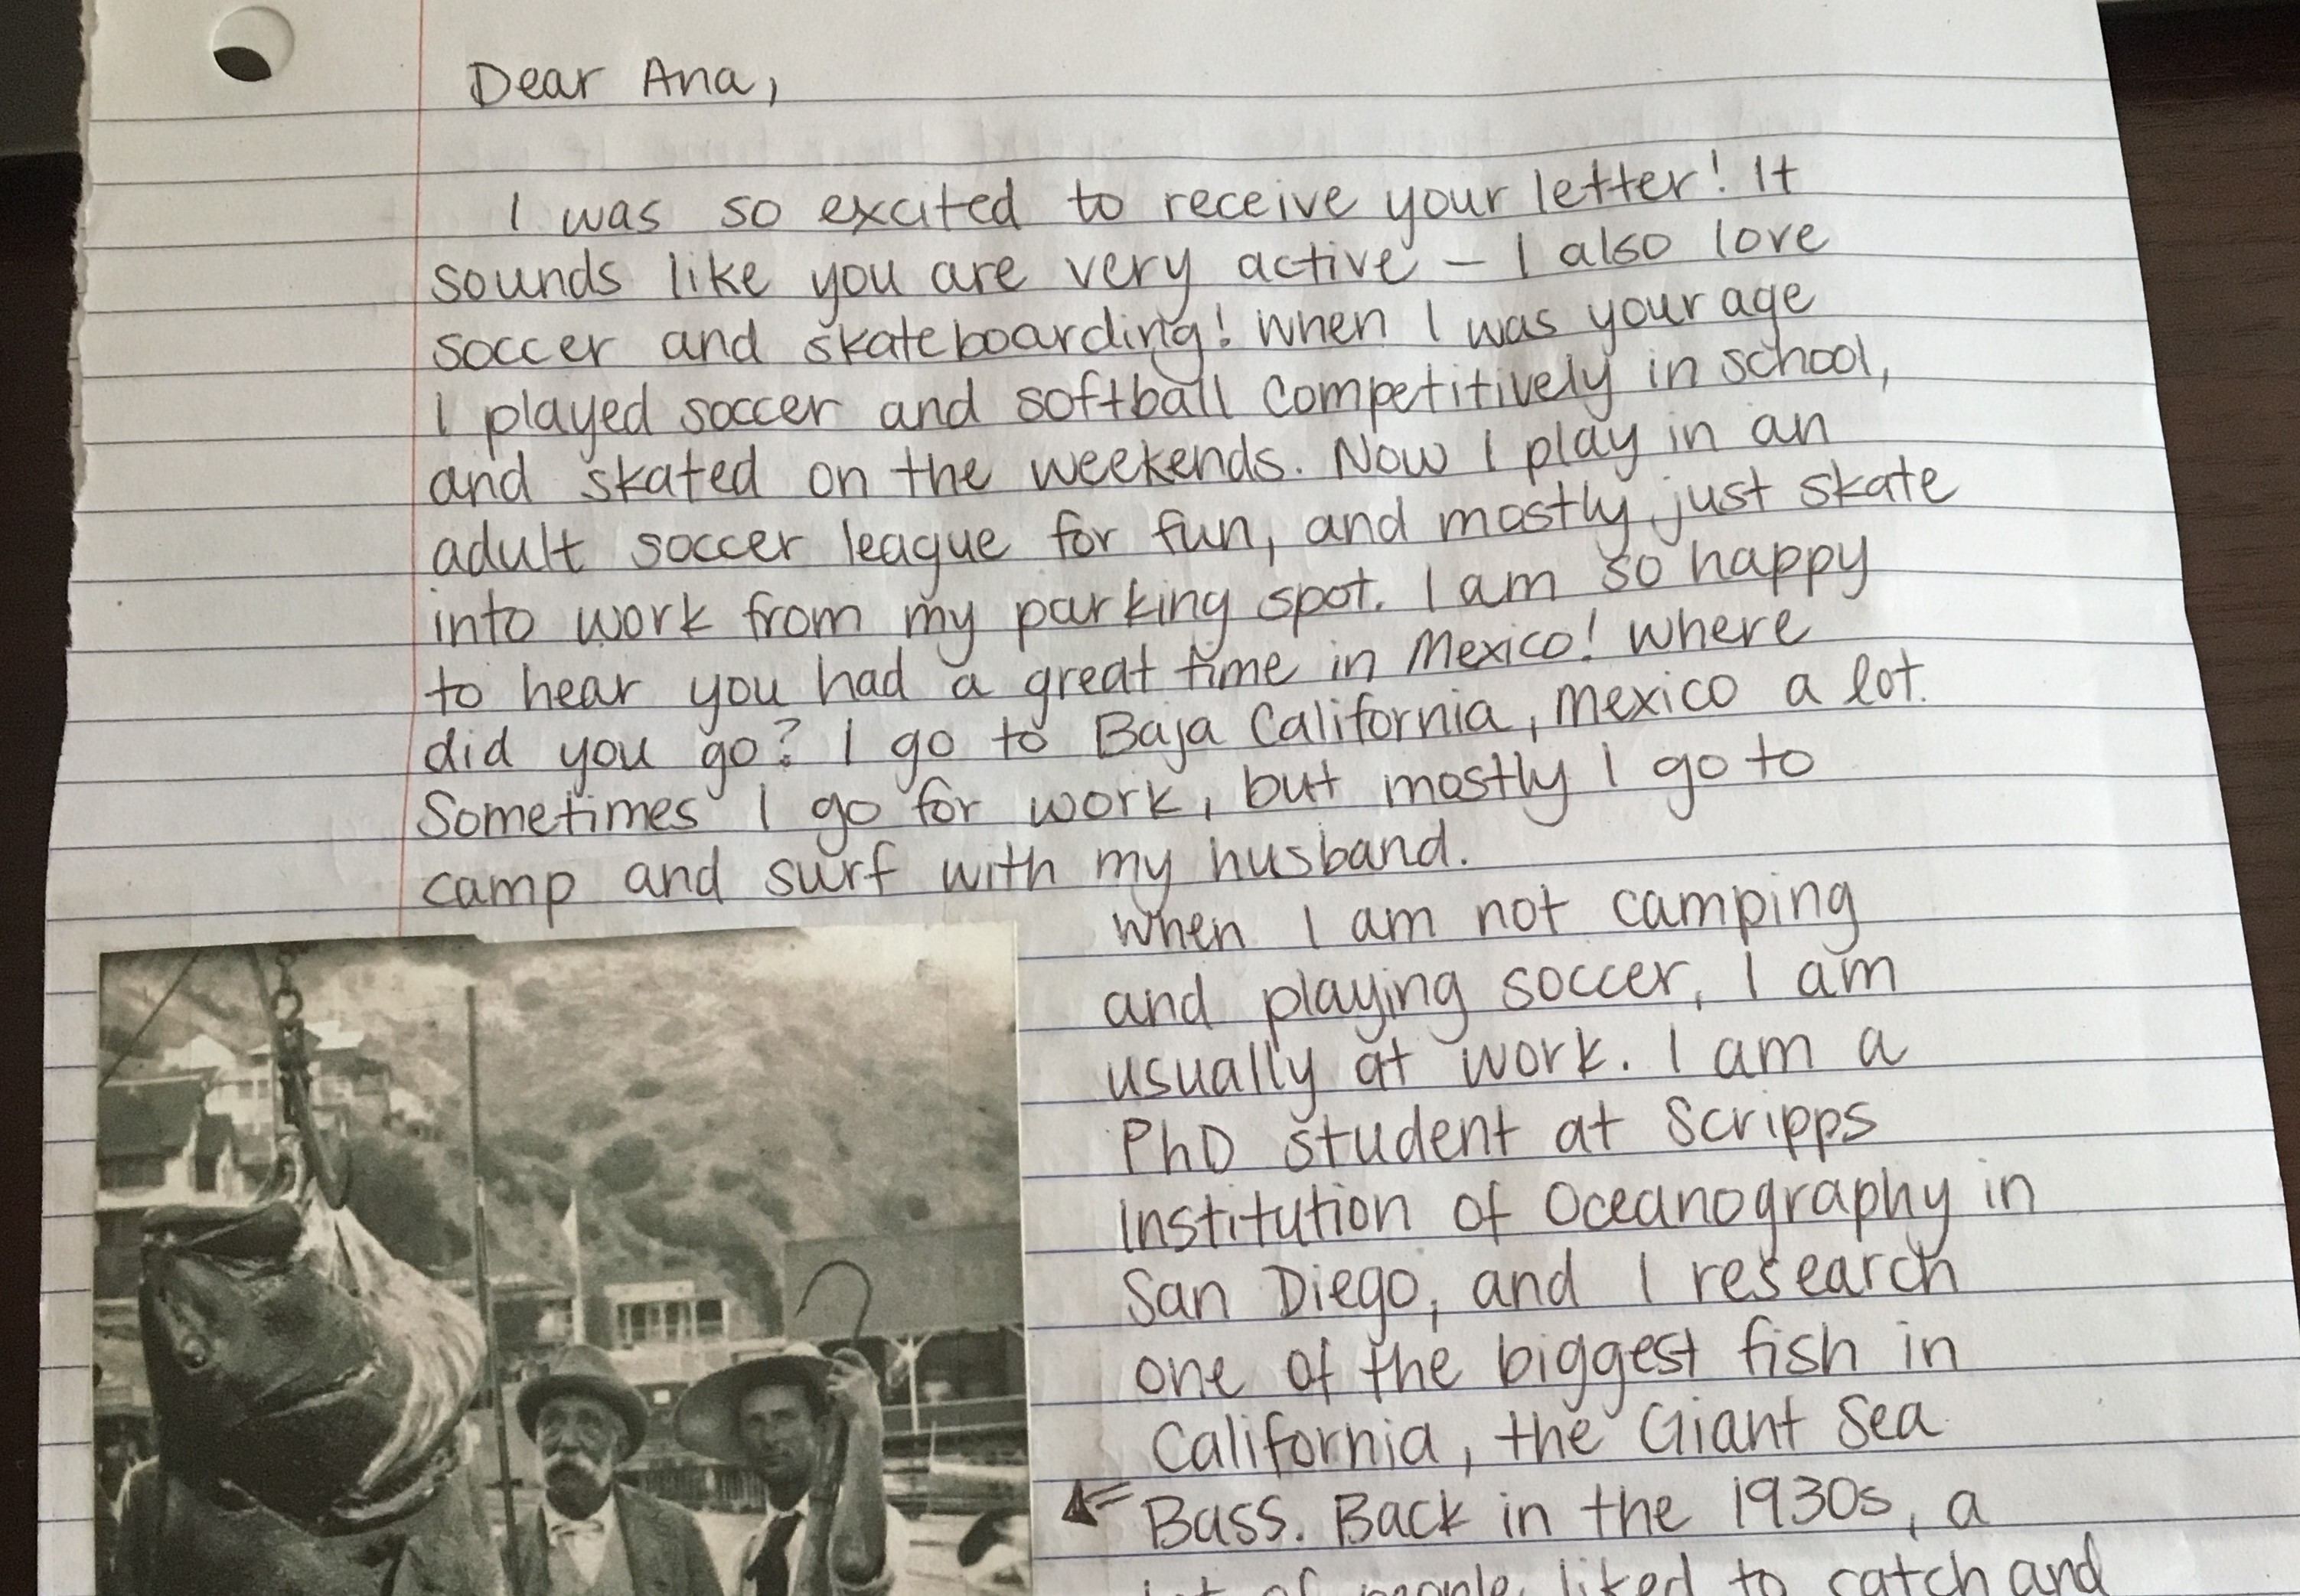 Dear Ana,
I was so excited to receive your letter! It
sounds like you are very active – I also love
soccer and skateboarding! When I was your age
I played soccer and softball competitively in school,
and skated on the weekends. Now I play in an
adult soccer league for fun, and mostly just skate
into work from my parking spot. I am so happy
to hear you had a great time in Mexico! Where
did you go? I go to Baja California, Mexico a lot.
Sometimes I go for work, but mostly I go to
camp and surf with my husband.
When I am not camping
and playing soccer, I am
usually at work. I am a
PhD student at Scripps
Institution of Oceanography in
San Diego, and I research
one of the biggest fish in
California, the Giant Sea
Bass. Back in the 1930s, a
lot of people liked to catch and